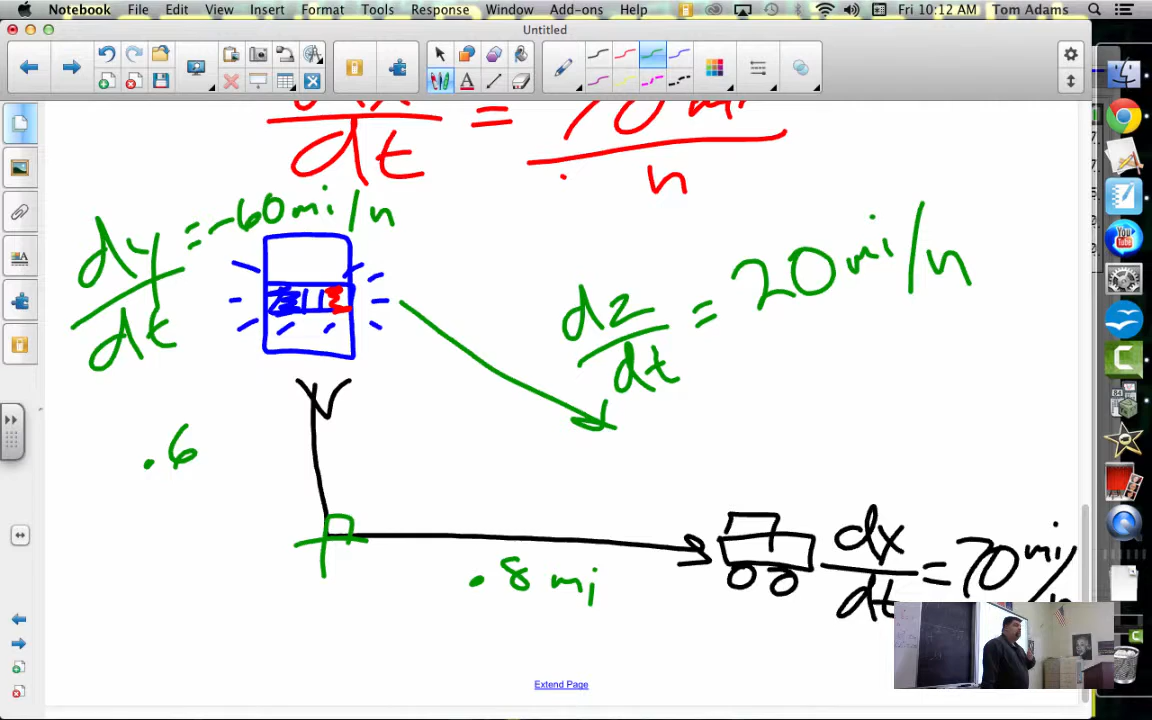 Notebook File Edit View Insert Format Tools Response Window Add-ons Help Fri 10:12 AM Tom Adams
Untitled
dx/dt = 70 mi/h
dy/dt = -60 mi/h
dz/dt = 20 mi/h
.6
.8 mi
dx/dt = 70 mi/h
Extend Page
You
Tube